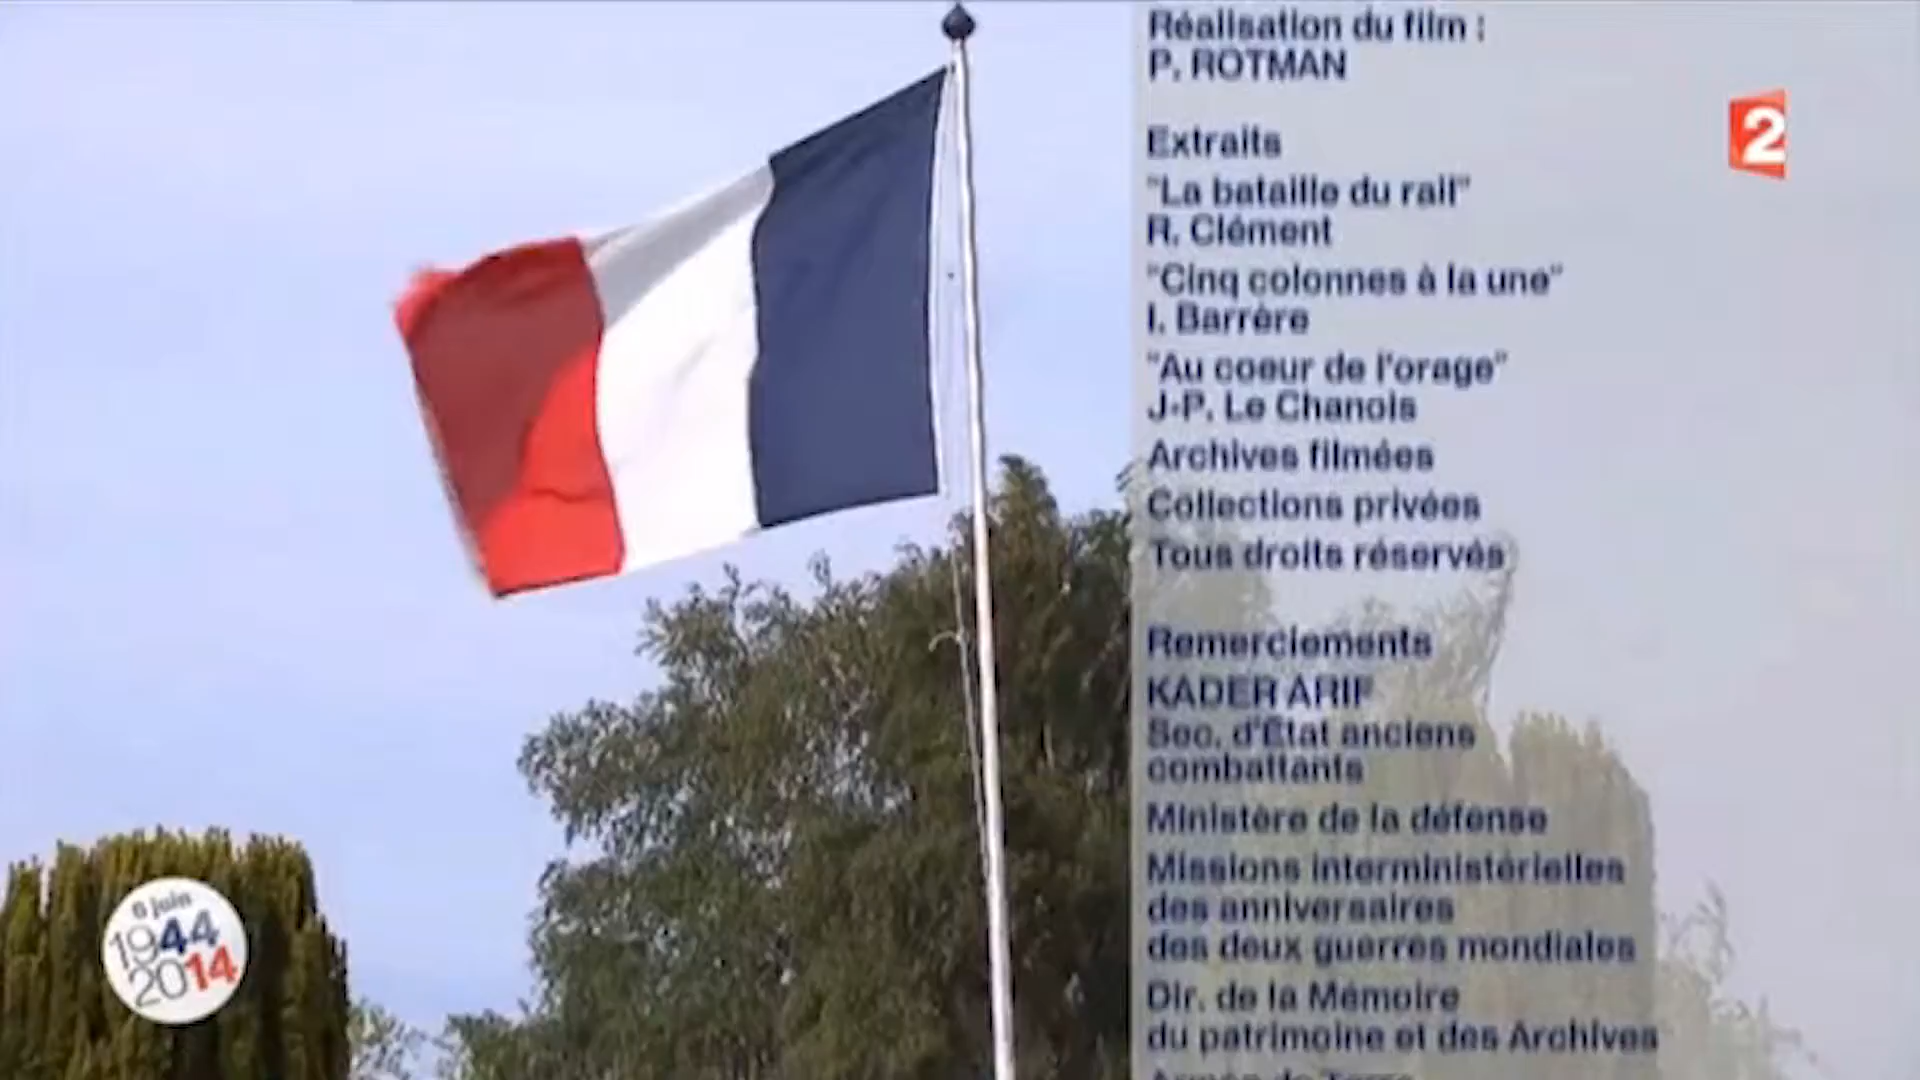 Réalisation du film :
P. ROTMAN
2
Extraits
"La bataille du rail"
R. Clément
"Cinq colonnes à la une"
I. Barrère
"Au coeur de l'orage"
J-P. Le Chanois
Archives filmées
Collections privées
Tous droits réservés
Remerciements
KADER ARIF
Sec. d'État anciens
combattants
Ministère de la défense
Missions interministérielles
des anniversaires
des deux guerres mondiales
Dir. de la Mémoire
du patrimoine et des Archives
Armée de Terre
6 juin
1944
2014